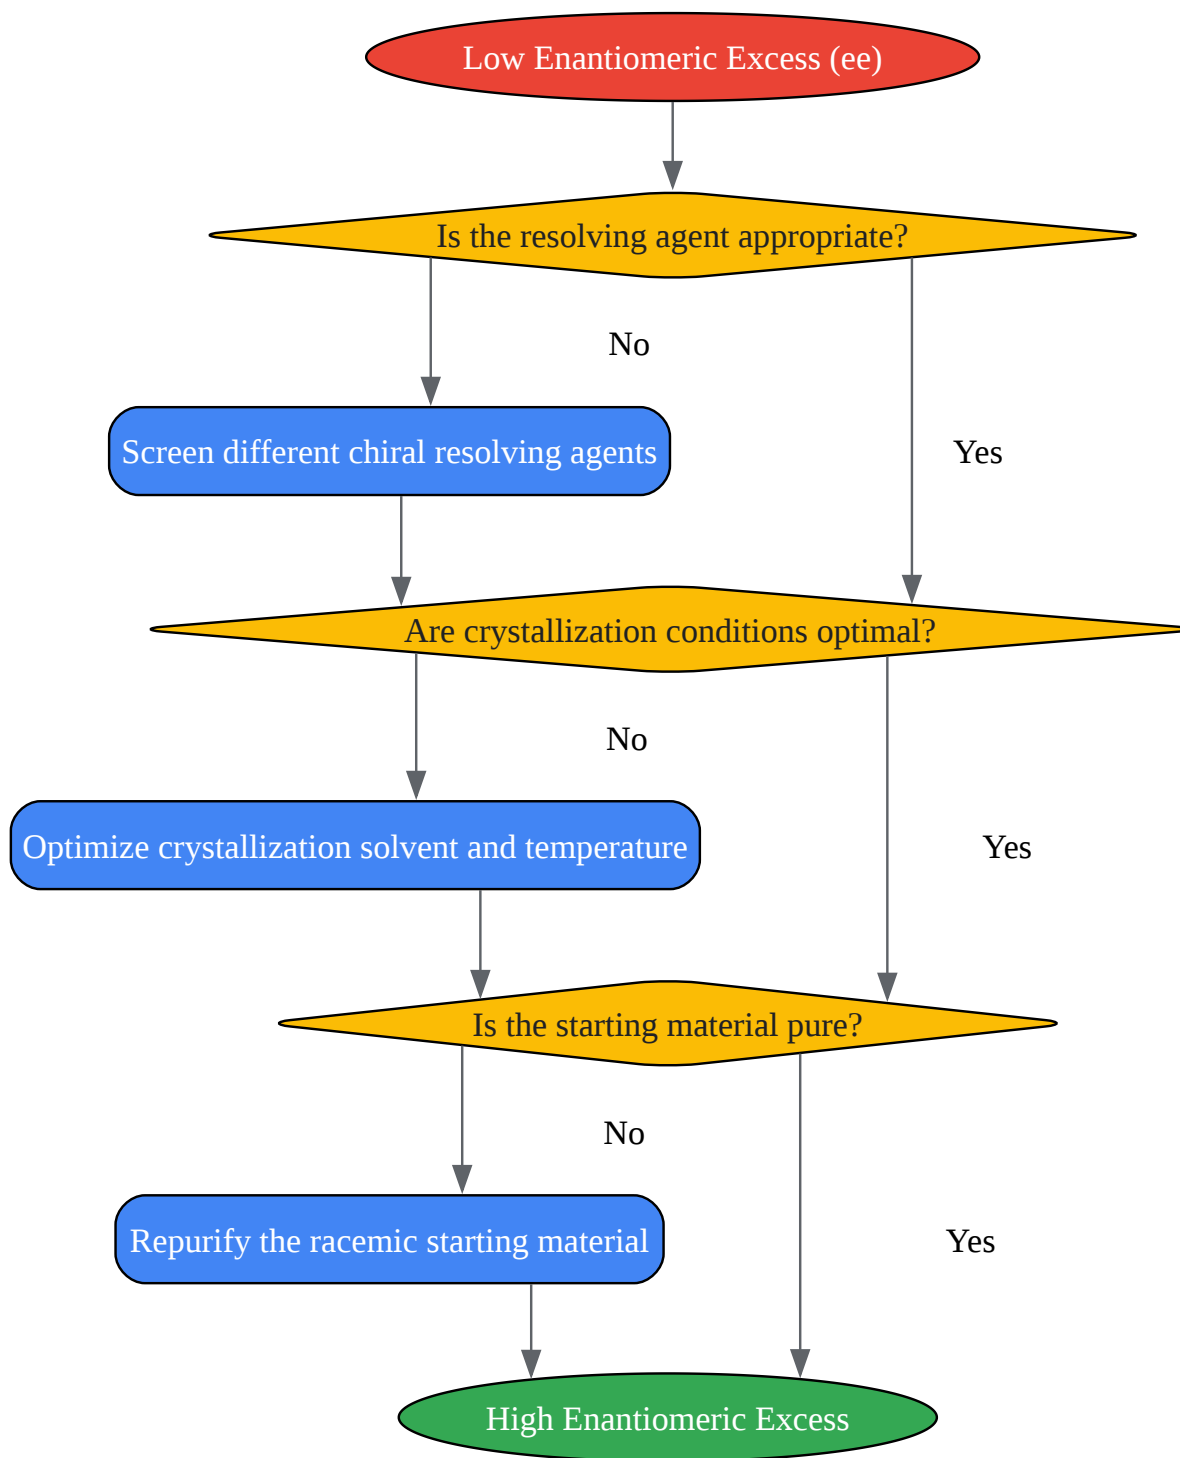 Low Enantiomeric Excess (ee)
Is the resolving agent appropriate?
No
Screen different chiral resolving agents
Yes
Are crystallization conditions optimal?
No
Optimize crystallization solvent and temperature
Yes
Is the starting material pure?
No
Repurify the racemic starting material
Yes
High Enantiomeric Excess